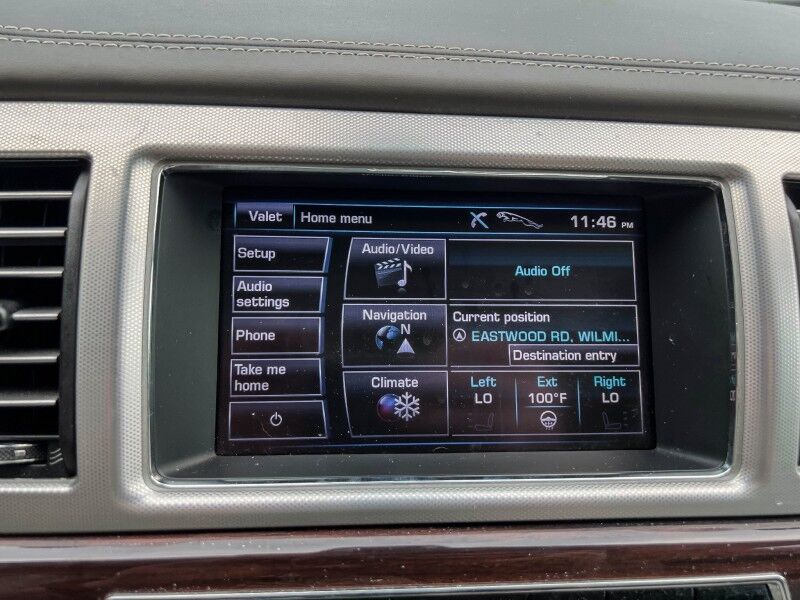 Valet Home menu 11:46 PM
Setup
Audio
settings
Phone
Take me
home
Audio/Video
Audio Off
Navigation
N
Current position
EASTWOOD RD, WILMI...
Destination entry
Climate
Left Ext Right
LO 100°F LO